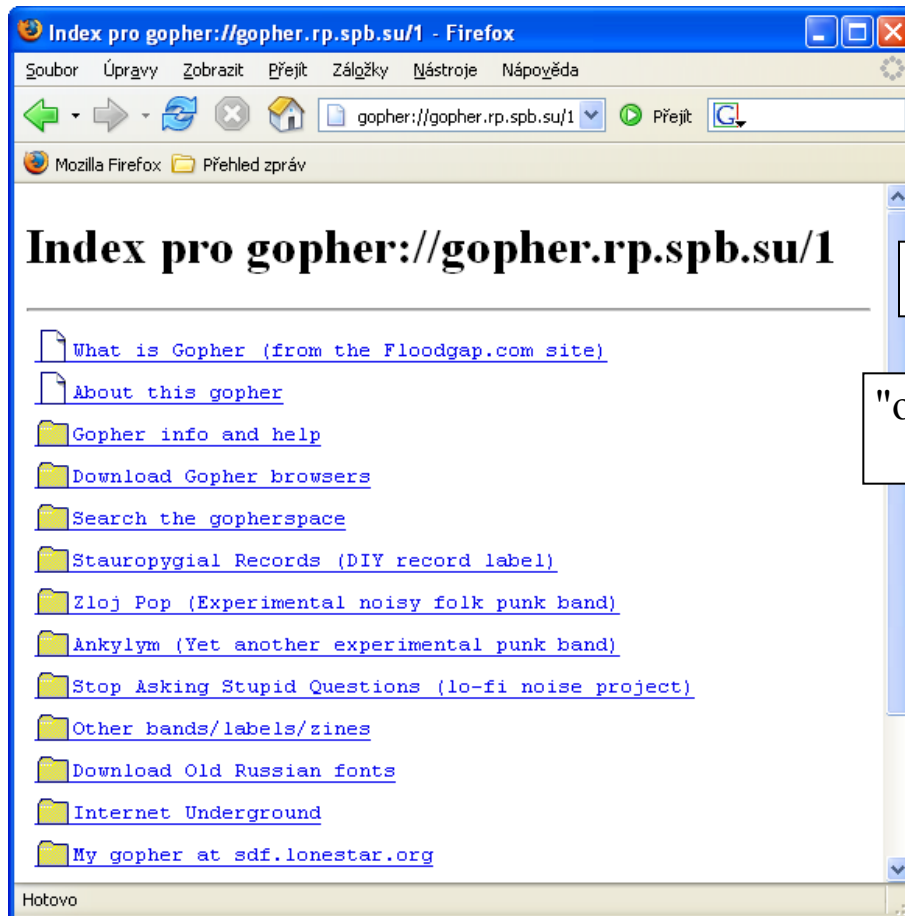 Index pro gopher://gopher.rp.spb.su/1 - Firefox
Soubor Úpravy Zobrazit Přejít Záložky Nástroje Nápověda
gopher://gopher.rp.spb.su/1 Přejít G
Mozilla Firefox Přehled zpráv
Index pro gopher://gopher.rp.spb.su/1
What is Gopher (from the Floodgap.com site)
About this gopher
Gopher info and help
Download Gopher browsers
Search the gopherspace
Stauropygial Records (DIY record label)
Zloj Pop (Experimental noisy folk punk band)
Ankylym (Yet another experimental punk band)
Stop Asking Stupid Questions (lo-fi noise project)
Other bands/labels/zines
Download Old Russian fonts
Internet Underground
My gopher at sdf.lonestar.org
Hotovo